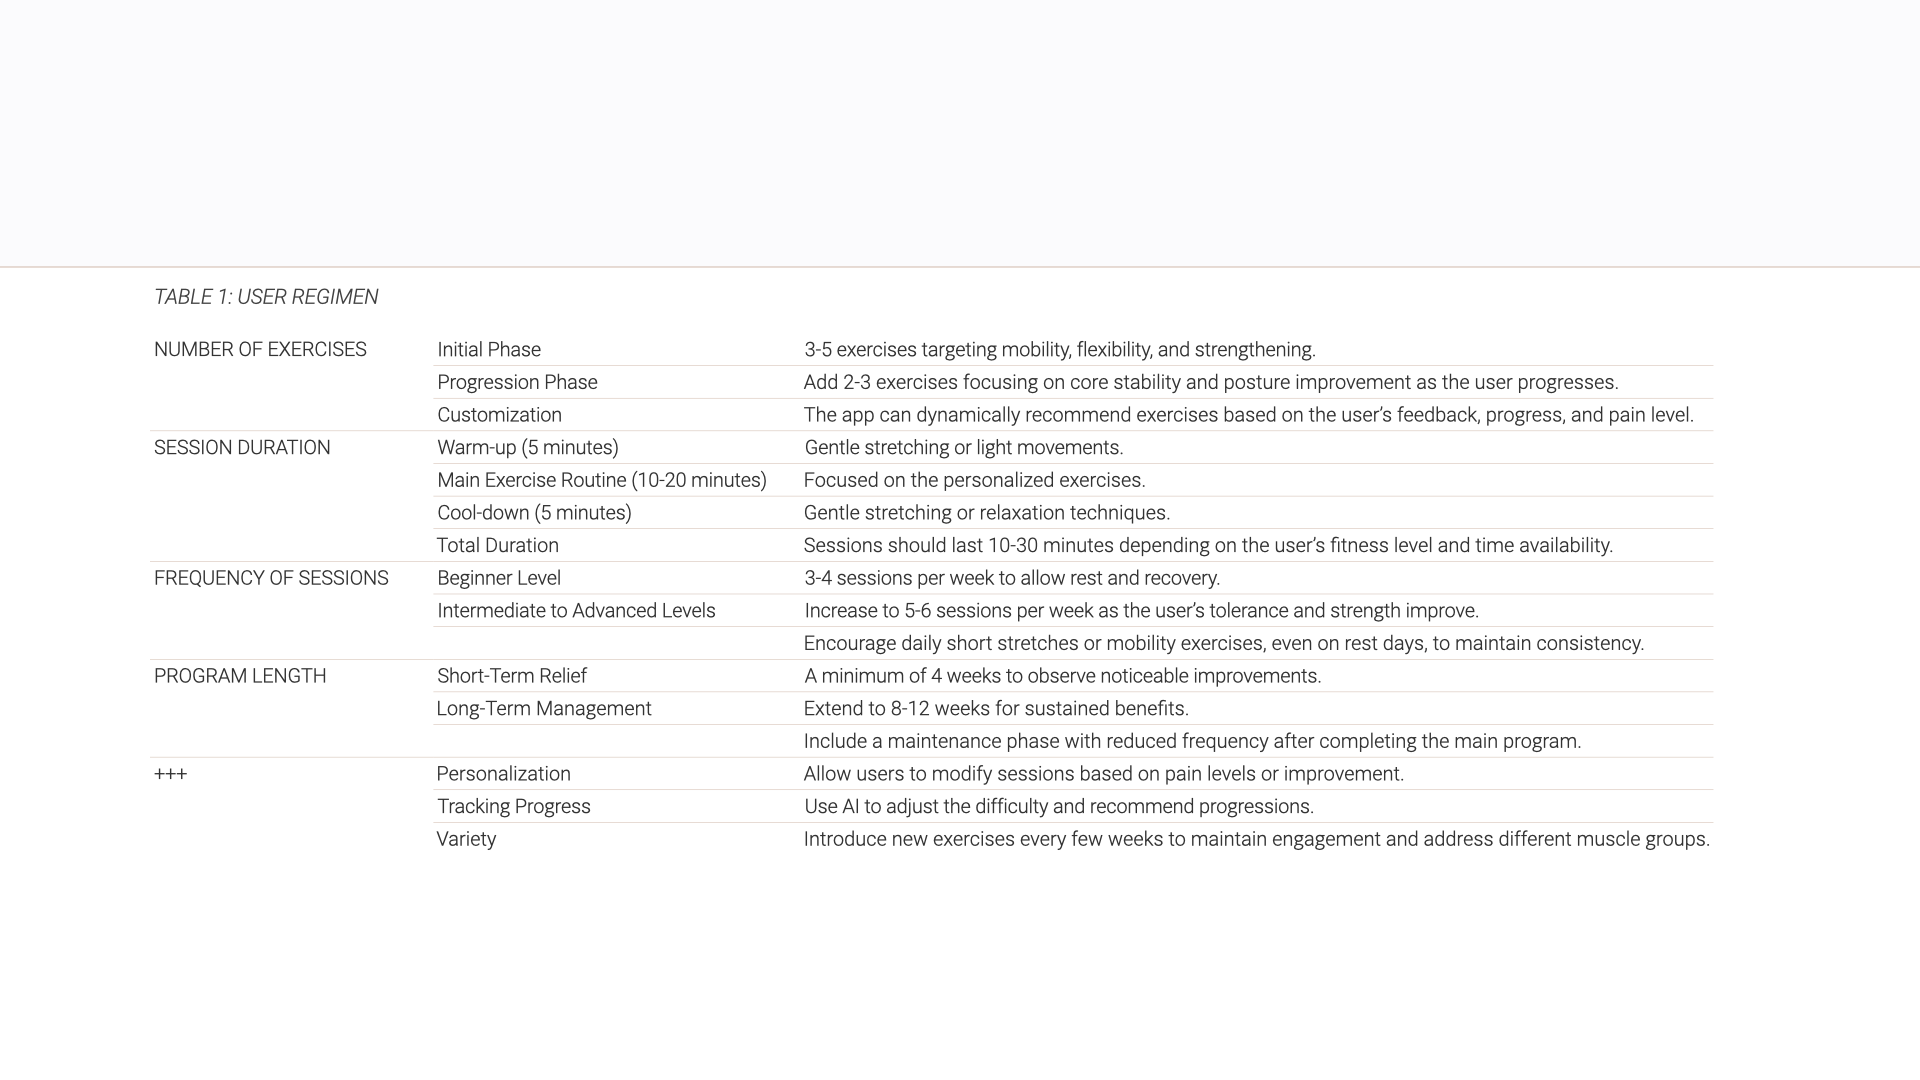 TABLE 1: USER REGIMEN
NUMBER OF EXERCISES Initial Phase 3-5 exercises targeting mobility, flexibility, and strengthening.
Progression Phase Add 2-3 exercises focusing on core stability and posture improvement as the user progresses.
Customization The app can dynamically recommend exercises based on the user’s feedback, progress, and pain level.
SESSION DURATION Warm-up (5 minutes) Gentle stretching or light movements.
Main Exercise Routine (10-20 minutes) Focused on the personalized exercises.
Cool-down (5 minutes) Gentle stretching or relaxation techniques.
Total Duration Sessions should last 10-30 minutes depending on the user’s fitness level and time availability.
FREQUENCY OF SESSIONS Beginner Level 3-4 sessions per week to allow rest and recovery.
Intermediate to Advanced Levels Increase to 5-6 sessions per week as the user’s tolerance and strength improve.
Encourage daily short stretches or mobility exercises, even on rest days, to maintain consistency.
PROGRAM LENGTH Short-Term Relief A minimum of 4 weeks to observe noticeable improvements.
Long-Term Management Extend to 8-12 weeks for sustained benefits.
Include a maintenance phase with reduced frequency after completing the main program.
+++ Personalization Allow users to modify sessions based on pain levels or improvement.
Tracking Progress Use AI to adjust the difficulty and recommend progressions.
Variety Introduce new exercises every few weeks to maintain engagement and address different muscle groups.